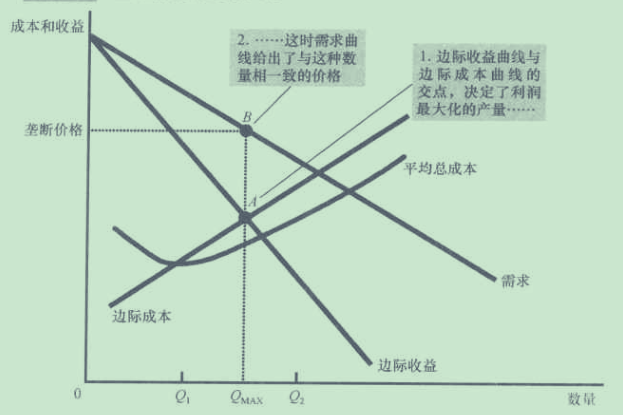 成本和收益
2. ……这时需求曲
线给出了与这种数
量相一致的价格
1. 边际收益曲线与
边际成本曲线的
交点，决定了利润
最大化的产量……
垄断价格
B
平均总成本
A
需求
边际成本
边际收益
0
Q1
QMAX
Q2
数量